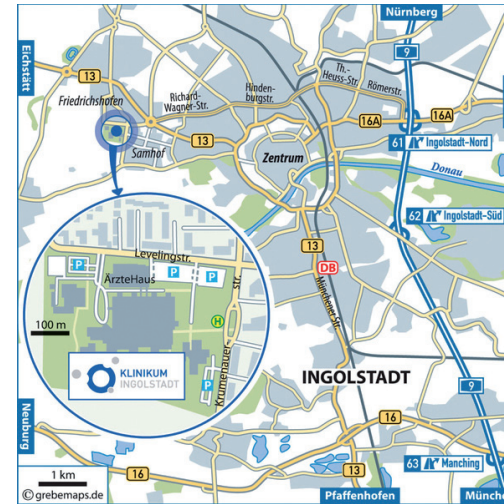 Nürnberg
Eichstätt
9
13
Friedrichshofen
Richard-
Wagner-Str.
Hinden-
burgstr.
Th.-
Heuss-Str.
Römerstr.
16A
16A
61 Ingolstadt-Nord
Samhof
13
Zentrum
Donau
62 Ingolstadt-Süd
13
DB
Münchener-Str.
Levelingstr.
P
P
P
ÄrzteHaus
100 m
H
str.
Krumenauer
P
KLINIKUM
INGOLSTADT
INGOLSTADT
9
Neuburg
16
16
13
63 Manching
1 km
© grebemaps.de
Pfaffenhofen
Münch